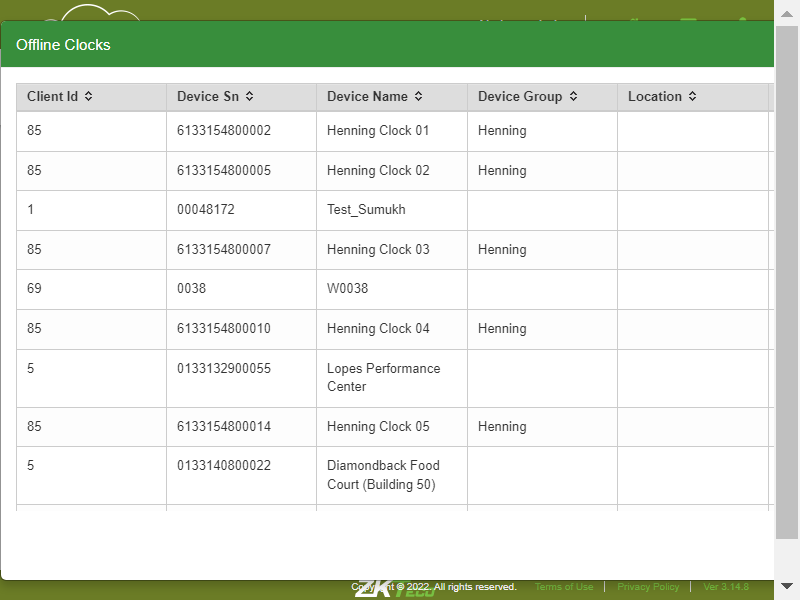 Offline Clocks
Client Id Device Sn Device Name Device Group Location
85 6133154800002 Henning Clock 01 Henning
85 6133154800005 Henning Clock 02 Henning
1 00048172 Test_Sumukh
85 6133154800007 Henning Clock 03 Henning
69 0038 W0038
85 6133154800010 Henning Clock 04 Henning
5 0133132900055 Lopes Performance
Center
85 6133154800014 Henning Clock 05 Henning
5 0133140800022 Diamondback Food
Court (Building 50)
Copyright © 2022. All rights reserved. Terms of Use Privacy Policy Ver 3.14.8
ZKTeco